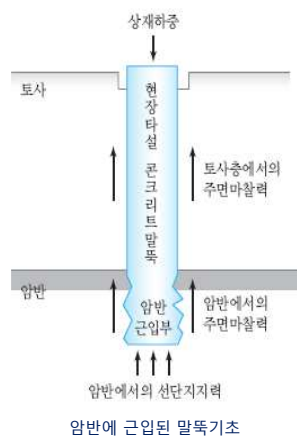 상재하중
토사
현장타설 콘크리트말뚝
토사층에서의
주면마찰력
암반
암반
근입부
암반에서의
주면마찰력
암반에서의 선단지지력
암반에 근입된 말뚝기초